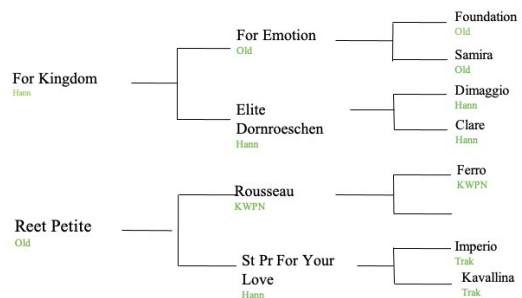 For Kingdom
Hann
For Emotion
Old
Foundation
Old
Samira
Old
Elite
Dornroeschen
Hann
Dimaggio
Hann
Clare
Hann
Reet Petite
Old
Rousseau
KWPN
Ferro
KWPN
St Pr For Your
Love
Hann
Imperio
Trak
Kavallina
Trak